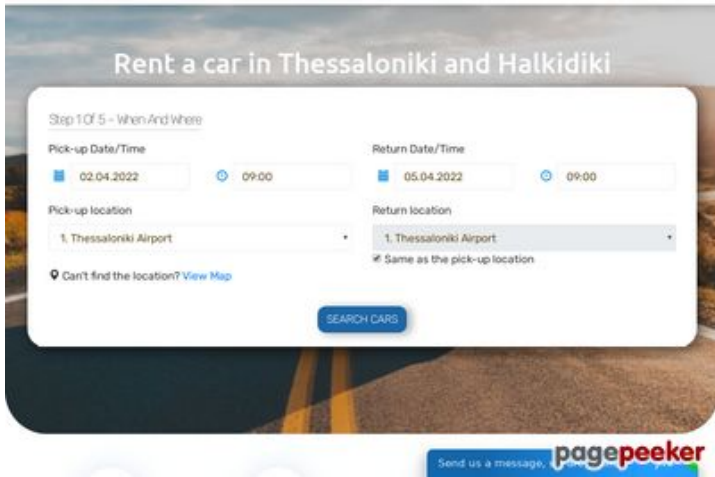 Rent a car in Thessaloniki and Halkidiki
Step 1 Of 5 - When And Where
Pick-up Date/Time
Return Date/Time
02.04.2022
09:00
05.04.2022
09:00
Pick-up location
Return location
1. Thessaloniki Airport
1. Thessaloniki Airport
Same as the pick-up location
Can't find the location? View Map
SEARCH CARS
Send us a message,
pagepeeker